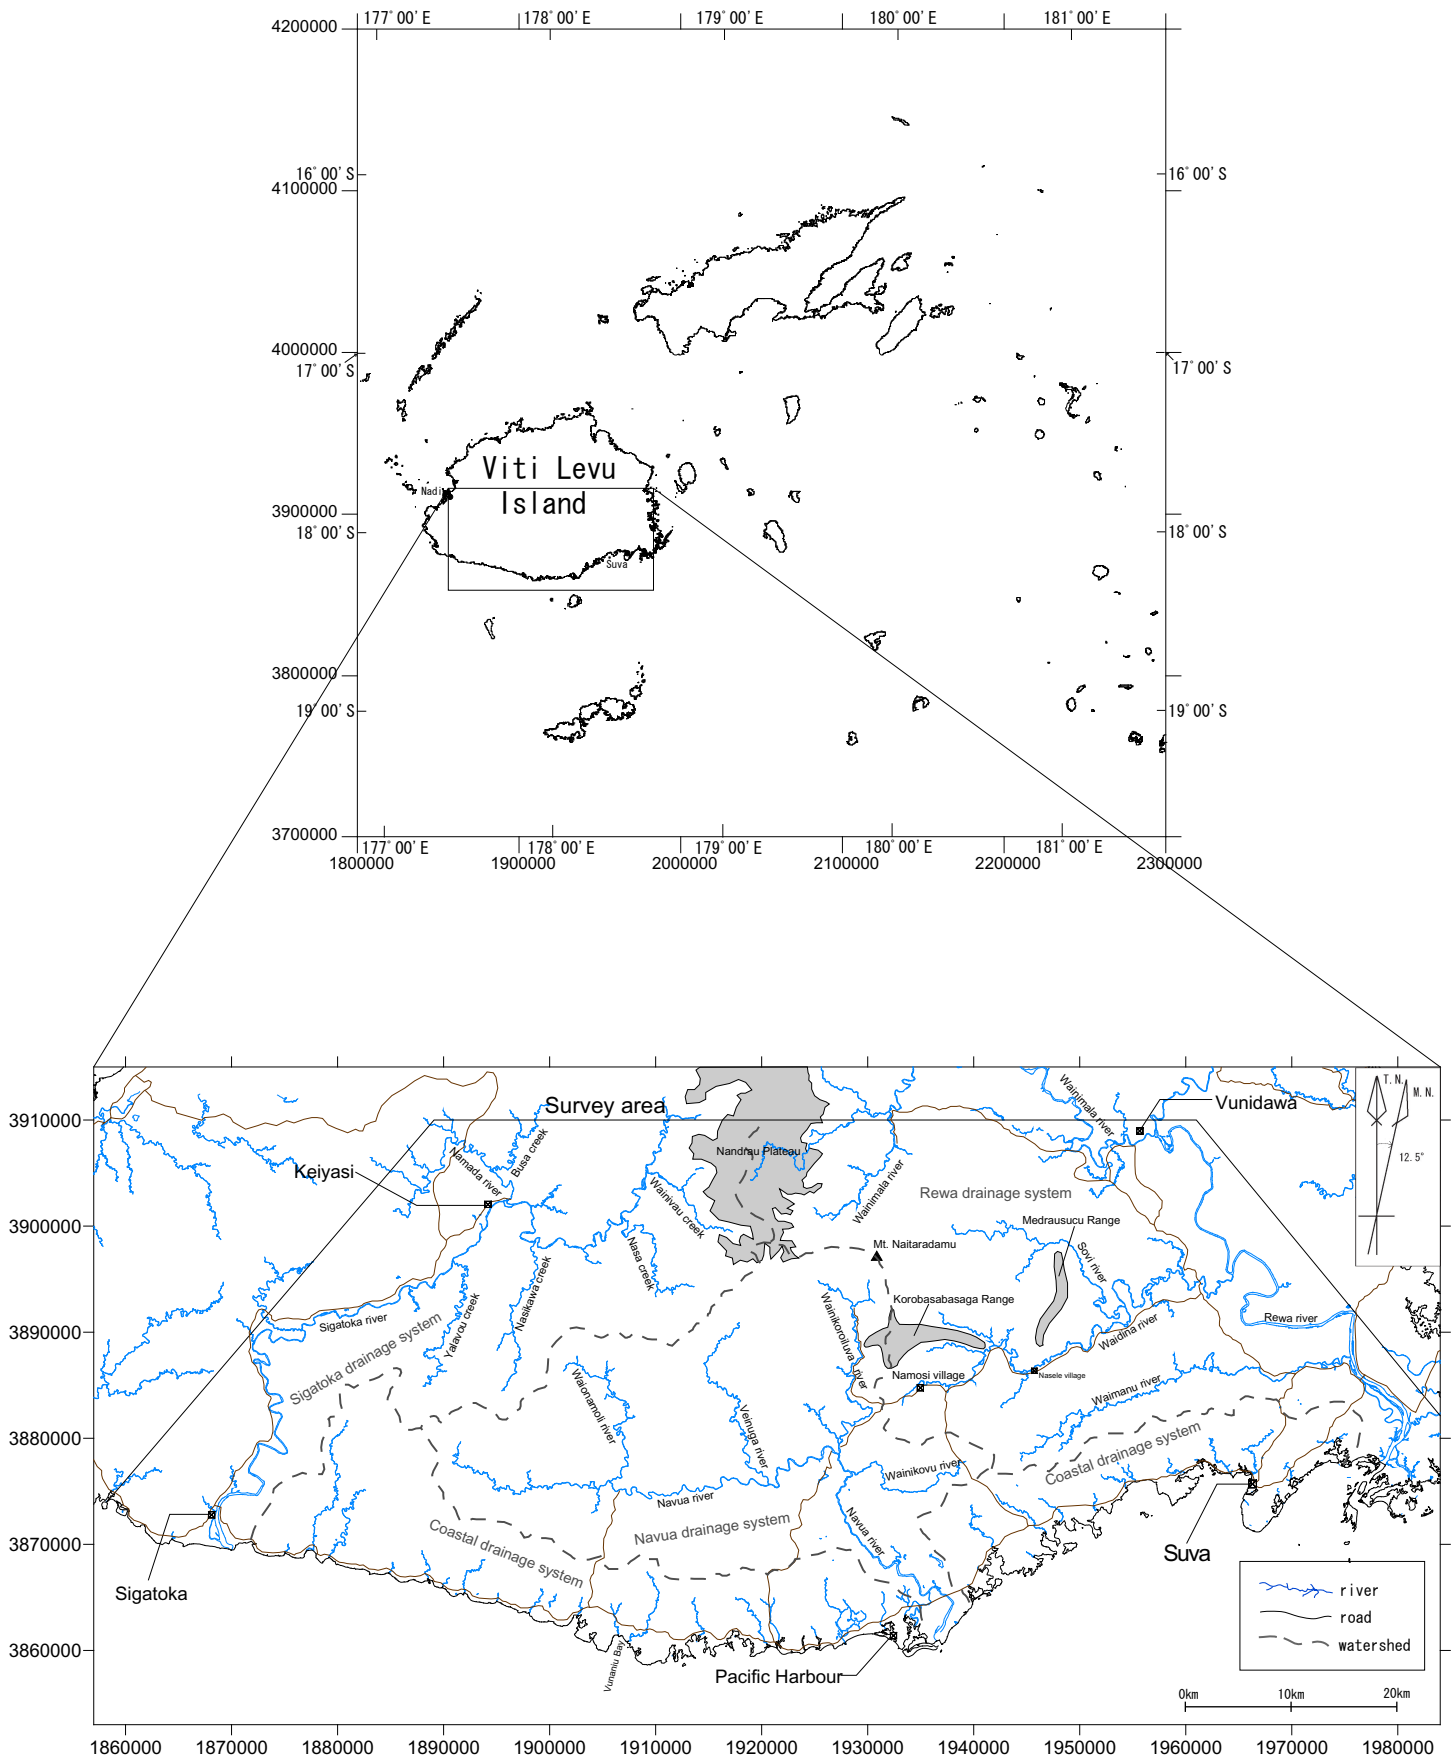 177°00'E 178°00'E 179°00'E 180°00'E 181°00'E
4200000
16°00'S 16°00'S
4100000
4000000
17°00'S 17°00'S
Viti Levu
Island
Nadi
3900000
18°00'S 18°00'S
Suva
3800000
19°00'S 19°00'S
3700000
177°00'E 178°00'E 179°00'E 180°00'E 181°00'E
1800000 1900000 2000000 2100000 2200000 2300000
T.N.
M.N.
12.5°
Survey area
Vunidawa
3910000
Wainimala river
Keiyasi
Namada river
Busa creek
Nandrau Plateau
Wainivau creek
Wainimala river
Rewa drainage system
Medrausucu Range
3900000
Mt. Naitaradamu
Nasa creek
Sovi river
Nasikawa creek
Yalavou creek
Korobasabasaga Range
Wainikoroiluva river
Sigatoka river
Rewa river
3890000
Waidina river
Sigatoka drainage system
Namosi village
Nasele village
Waimanu river
Waionamoli river
Veinuga river
3880000
Coastal drainage system
Wainikovu river
Navua river
Navua river
Navua drainage system
Coastal drainage system
3870000
Sigatoka
Suva
river
road
watershed
3860000
Vunaniu Bay
Pacific Harbour
0km 10km 20km
1860000 1870000 1880000 1890000 1900000 1910000 1920000 1930000 1940000 1950000 1960000 1970000 1980000